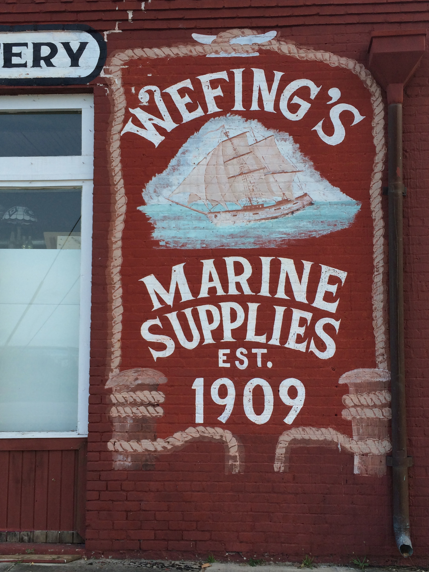 ERY
WEFING'S
MARINE
SUPPLIES
EST.
1909